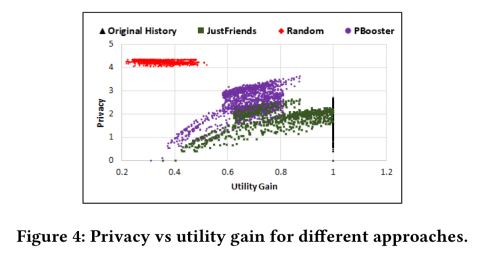 Original History JustFriends Random PBooster
5
4
3
2
1
0
Privacy
0.2 0.4 0.6 0.8 1 1.2
Utility Gain
Figure 4: Privacy vs utility gain for different approaches.